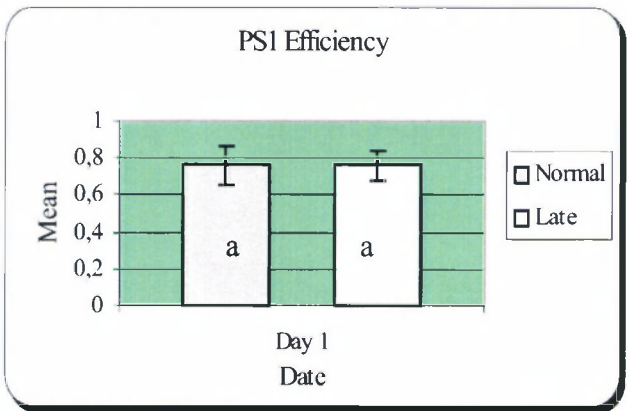 PS1 Efficiency
1
0,8
0,6
0,4
0,2
0
Mean
a a
Day 1
Date
Normal
Late